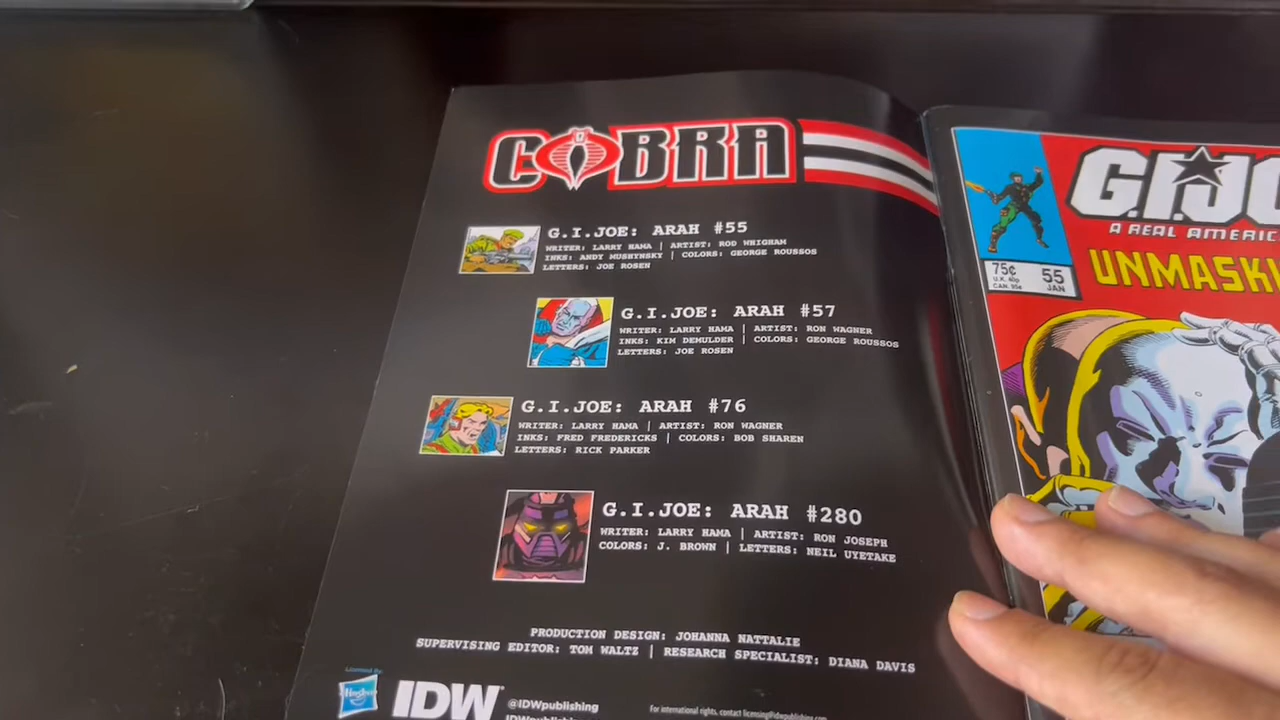 COBRA
G.I.JOE: ARAH #55
WRITER: LARRY HAMA | ARTIST: ROD WHIGHAM
INKS: ANDY MUSHYNSKY | COLORS: GEORGE ROUSSOS
LETTERS: JOE ROSEN
G.I.JOE: ARAH #57
WRITER: LARRY HAMA | ARTIST: RON WAGNER
INKS: KIM DEMULDER | COLORS: GEORGE ROUSSOS
LETTERS: JOE ROSEN
G.I.JOE: ARAH #76
WRITER: LARRY HAMA | ARTIST: RON WAGNER
INKS: FRED FREDERICKS | COLORS: BOB SHAREN
LETTERS: RICK PARKER
G.I.JOE: ARAH #280
WRITER: LARRY HAMA | ARTIST: RON JOSEPH
COLORS: J. BROWN | LETTERS: NEIL UYETAKE
PRODUCTION DESIGN: JOHANNA NATTALIE
SUPERVISING EDITOR: TOM WALTZ | RESEARCH SPECIALIST: DIANA DAVIS
Licensed By:
Hasbro
IDW
@IDWpublishing
IDWpublishing
For international rights, contact licensing@idwpublishing.com
G.I.JO
A REAL AMERIC
75¢
U.K. 40p
CAN. 95¢
55
JAN
UNMASKI